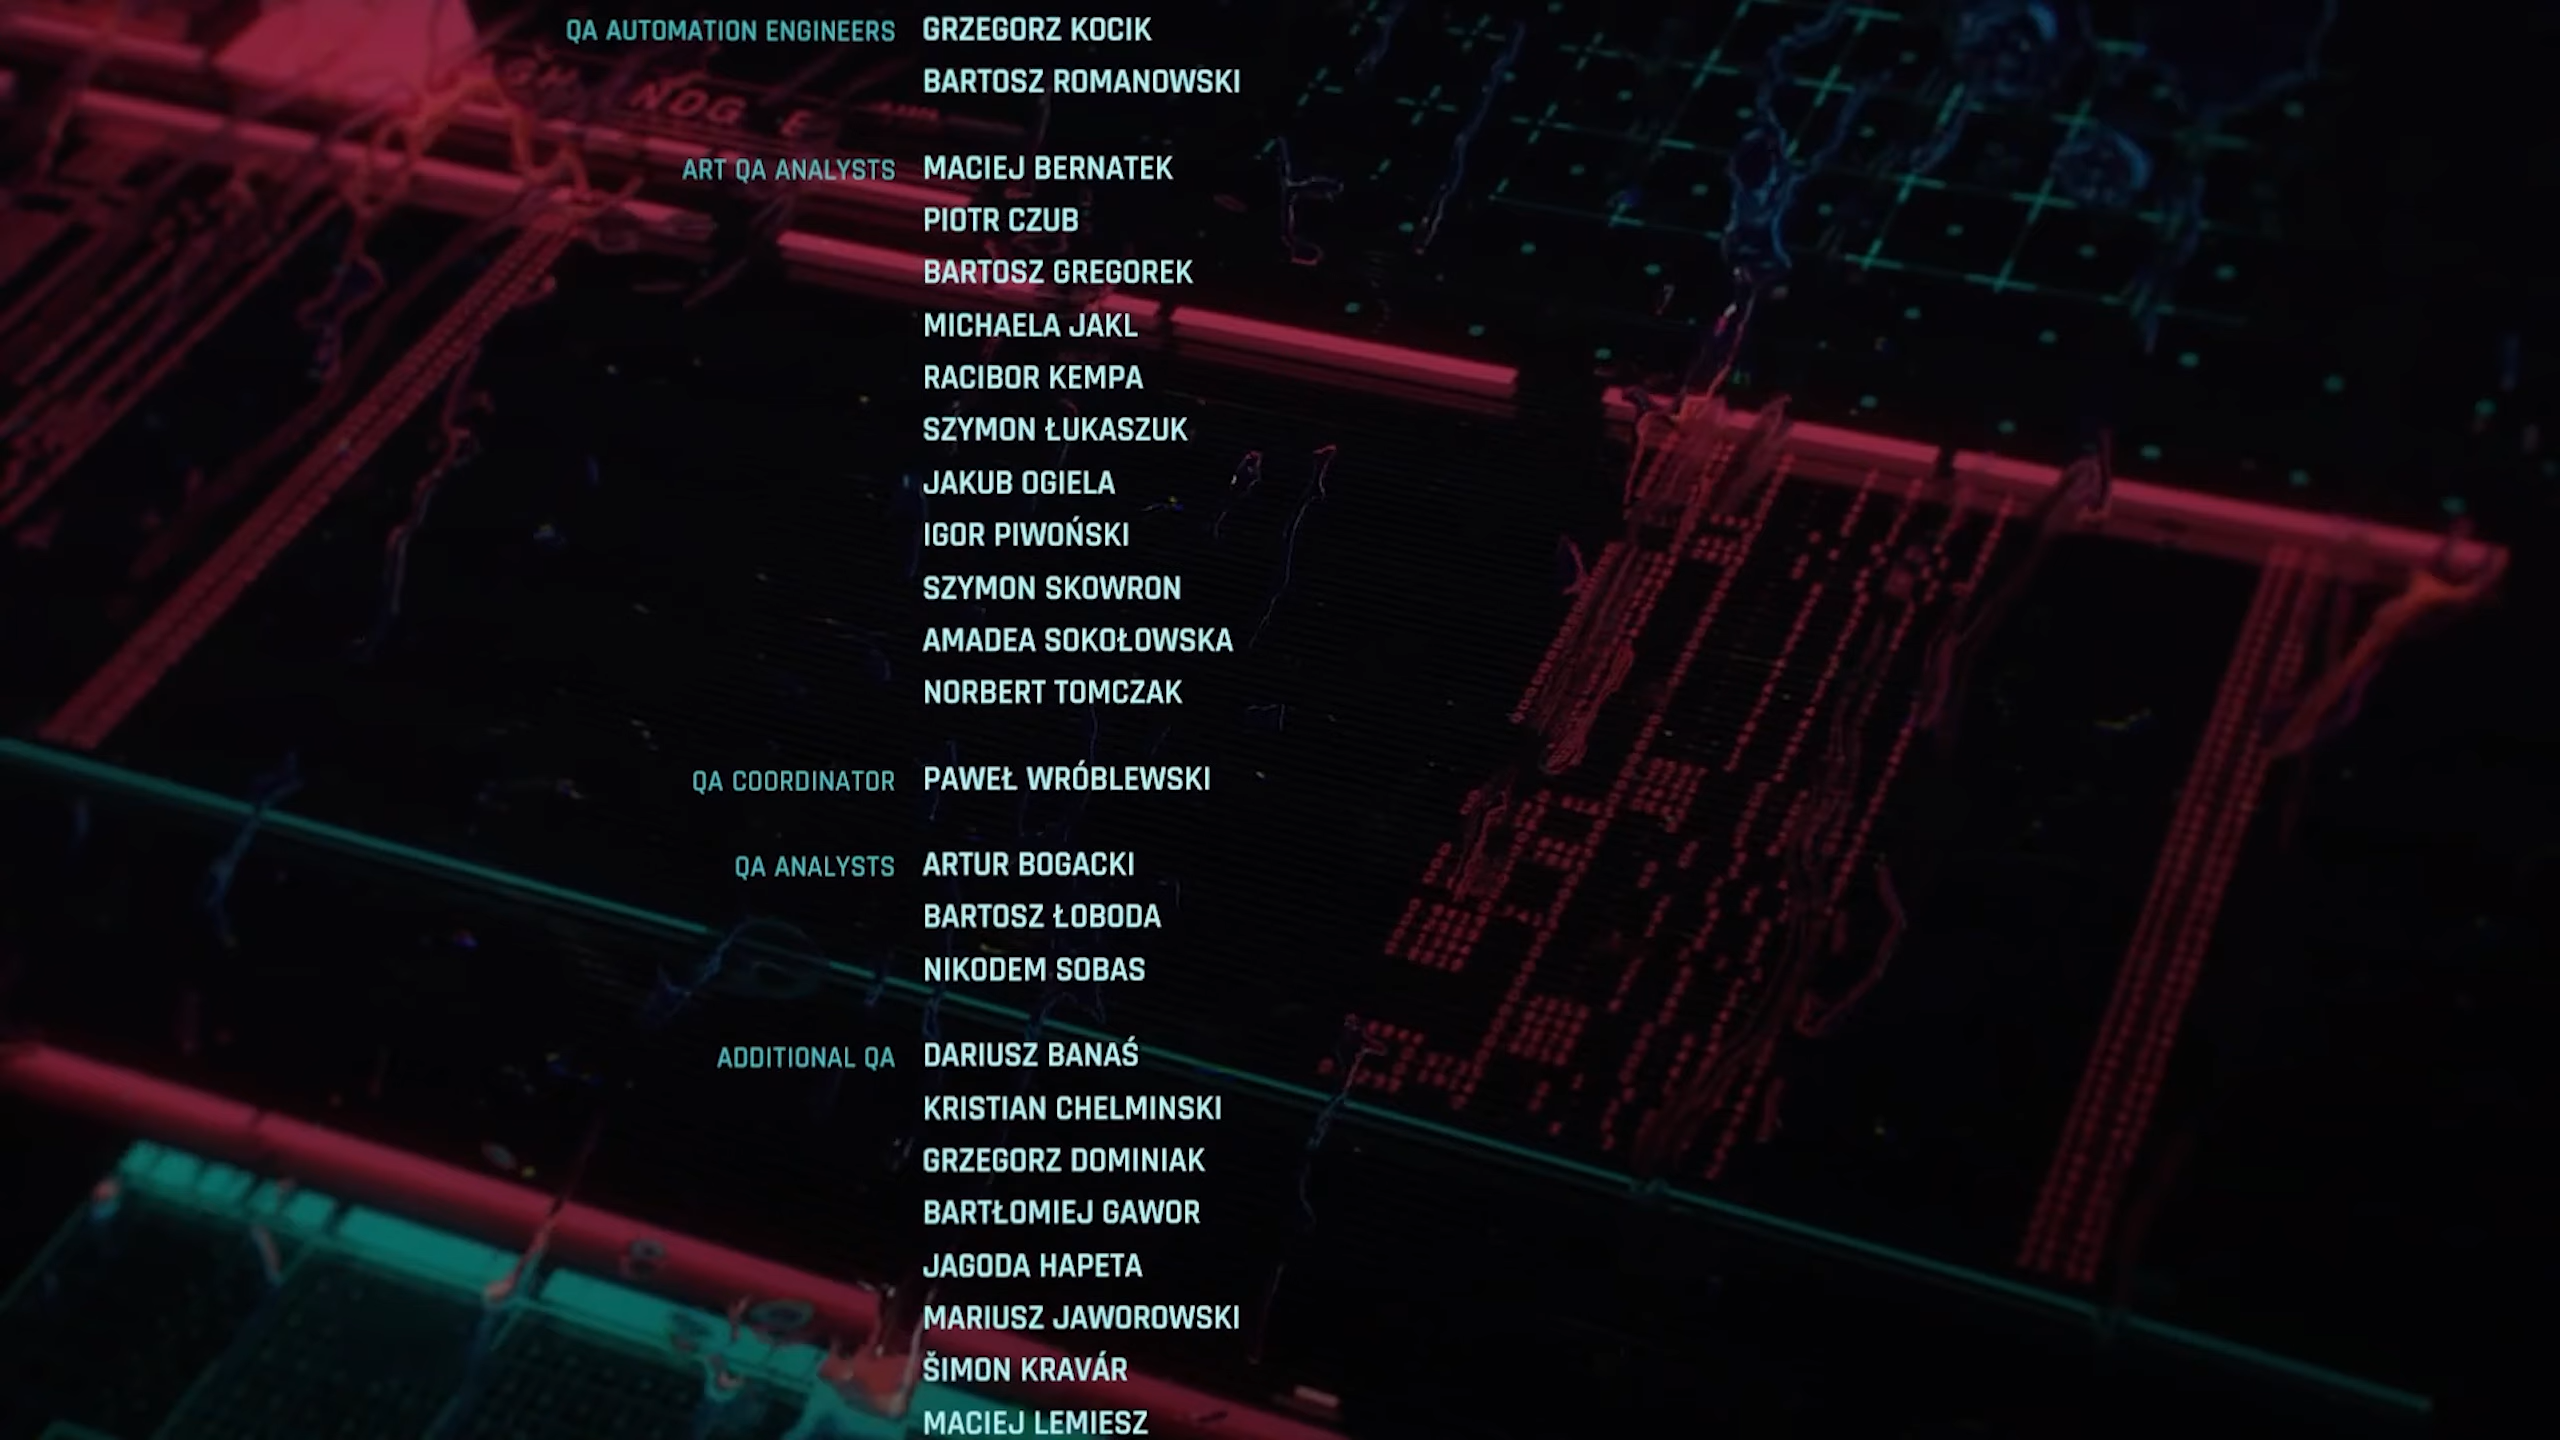 QA AUTOMATION ENGINEERS GRZEGORZ KOCIK
BARTOSZ ROMANOWSKI
ART QA ANALYSTS MACIEJ BERNATEK
PIOTR CZUB
BARTOSZ GREGOREK
MICHAELA JAKL
RACIBOR KEMPA
SZYMON ŁUKASZUK
JAKUB OGIELA
IGOR PIWOŃSKI
SZYMON SKOWRON
AMADEA SOKOŁOWSKA
NORBERT TOMCZAK
QA COORDINATOR PAWEŁ WRÓBLEWSKI
QA ANALYSTS ARTUR BOGACKI
BARTOSZ ŁOBODA
NIKODEM SOBAS
ADDITIONAL QA DARIUSZ BANAŚ
KRISTIAN CHELMINSKI
GRZEGORZ DOMINIAK
BARTŁOMIEJ GAWOR
JAGODA HAPETA
MARIUSZ JAWOROWSKI
ŠIMON KRAVÁR
MACIEJ LEMIESZ